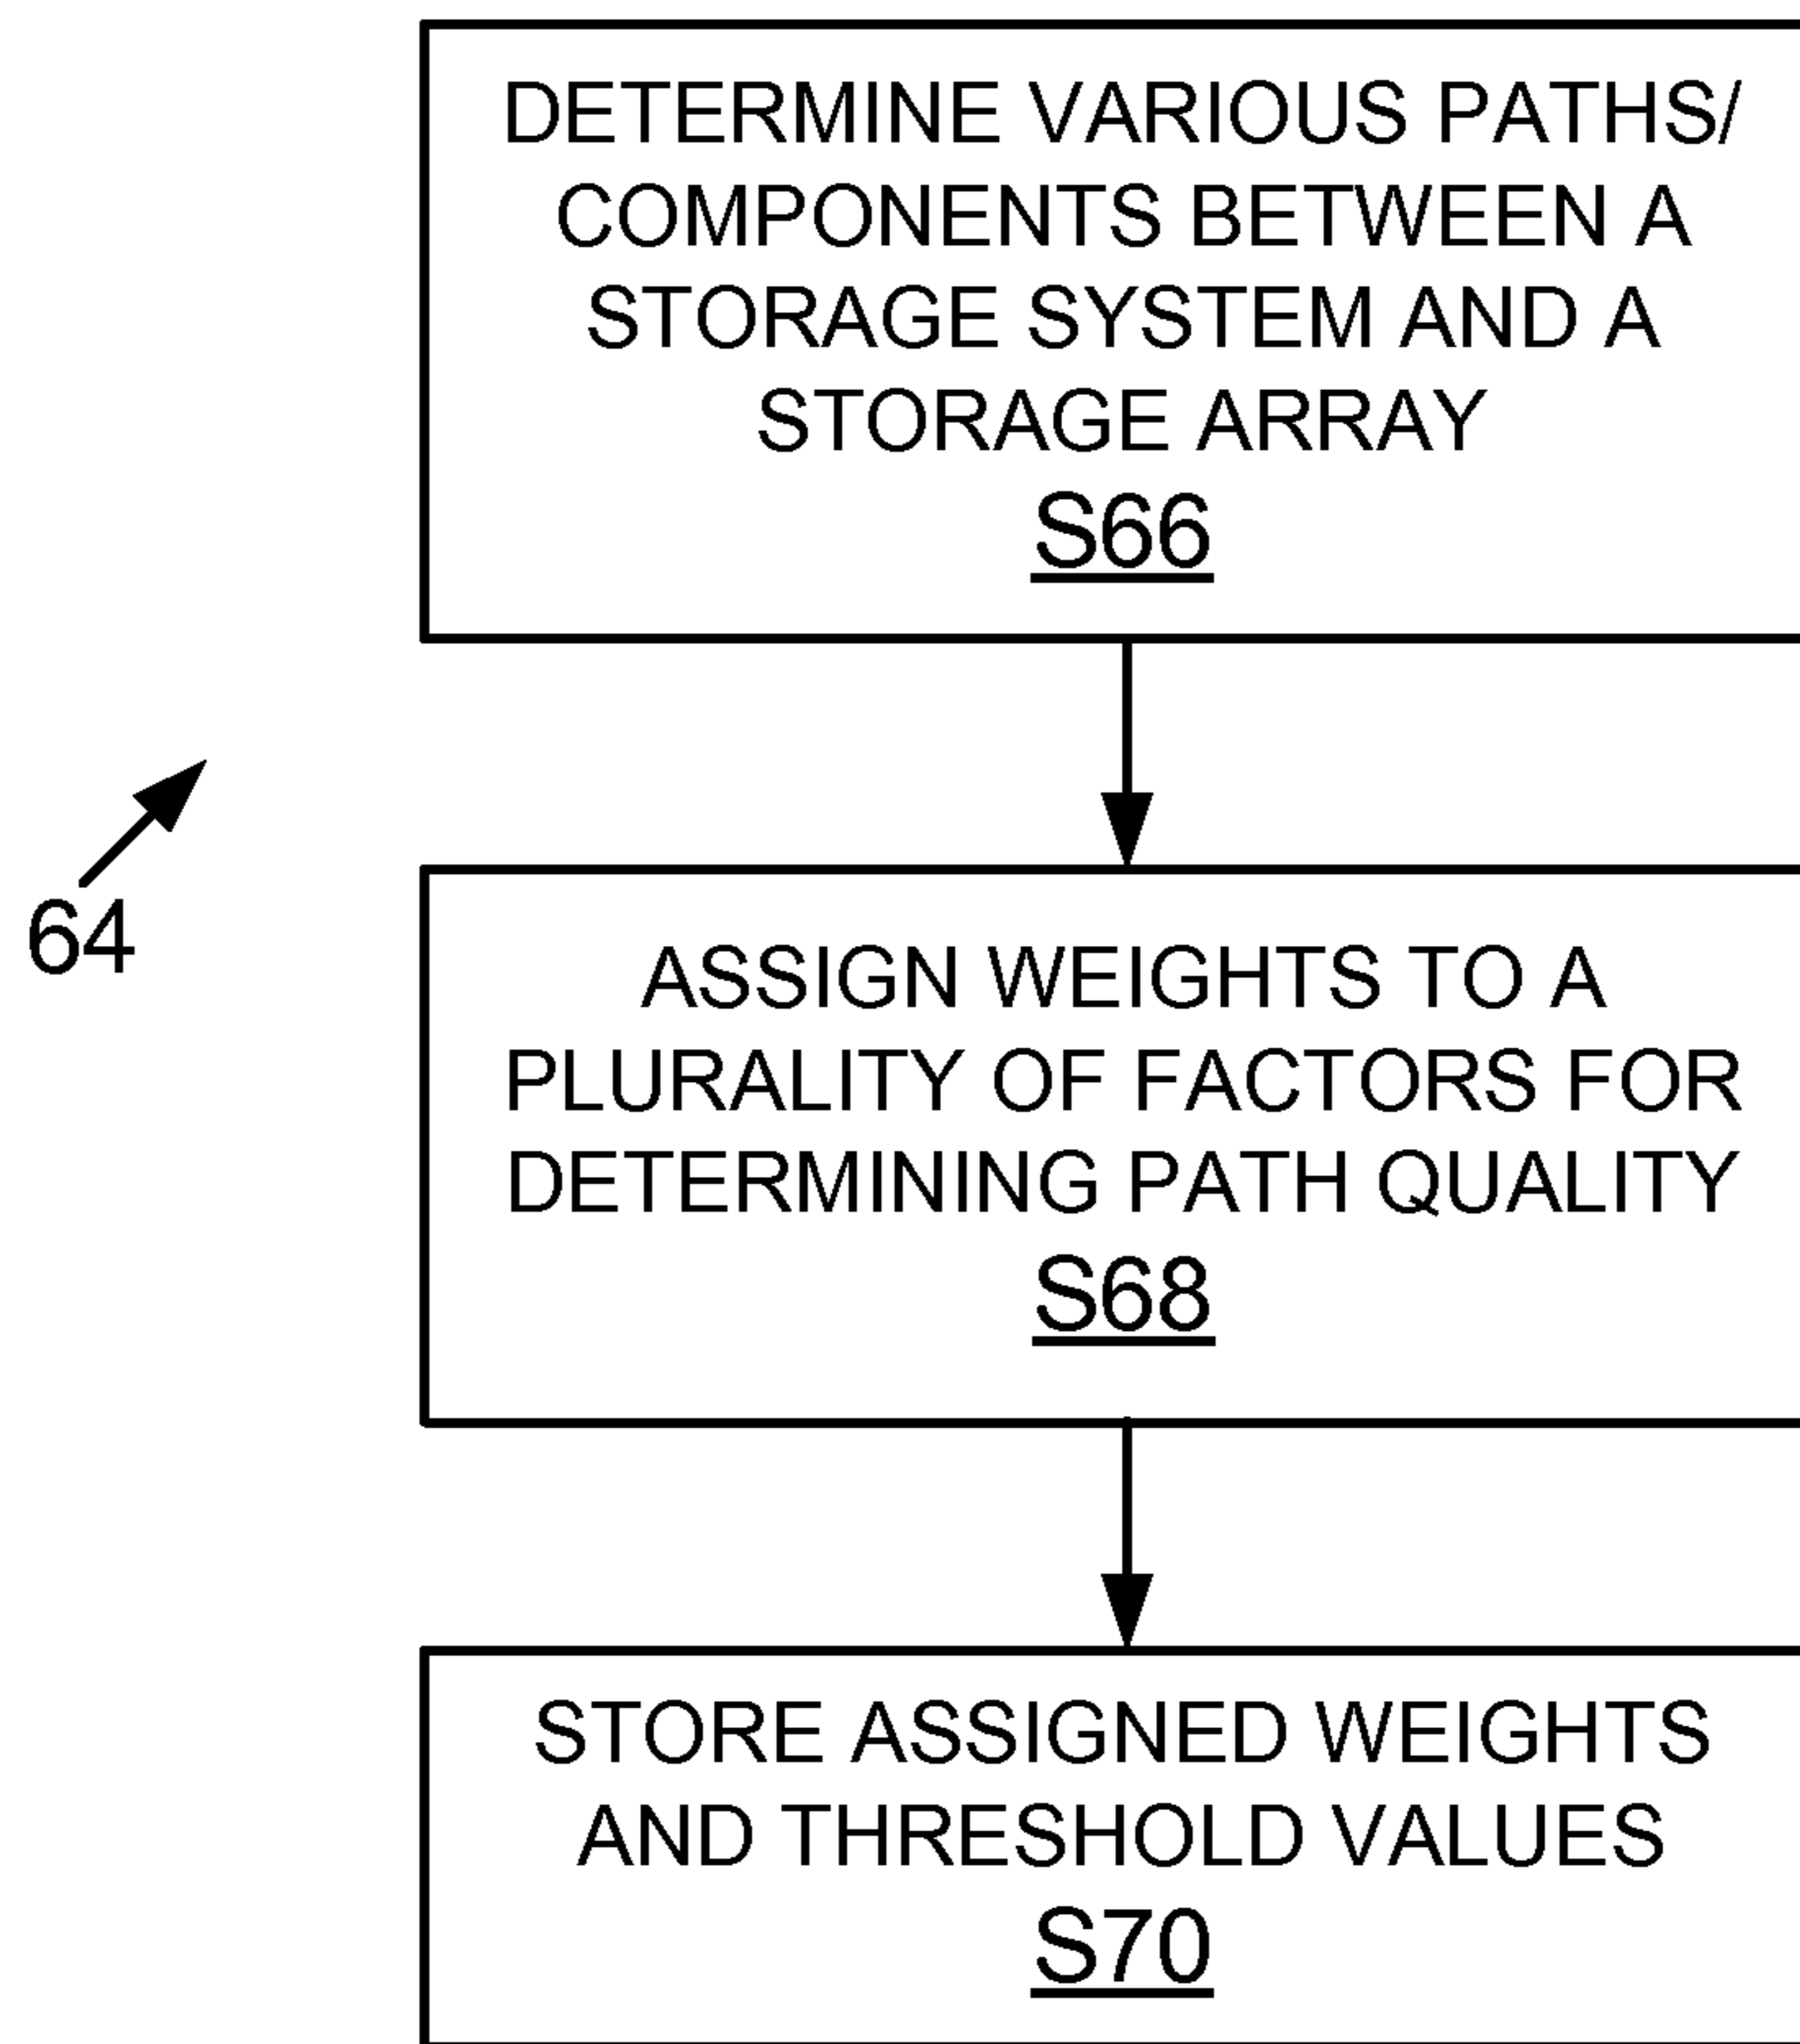 DETERMINE VARIOUS PATHS/
COMPONENTS BETWEEN A
STORAGE SYSTEM AND A
STORAGE ARRAY
S66
64
ASSIGN WEIGHTS TO A
PLURALITY OF FACTORS FOR
DETERMINING PATH QUALITY
S68
STORE ASSIGNED WEIGHTS
AND THRESHOLD VALUES
S70